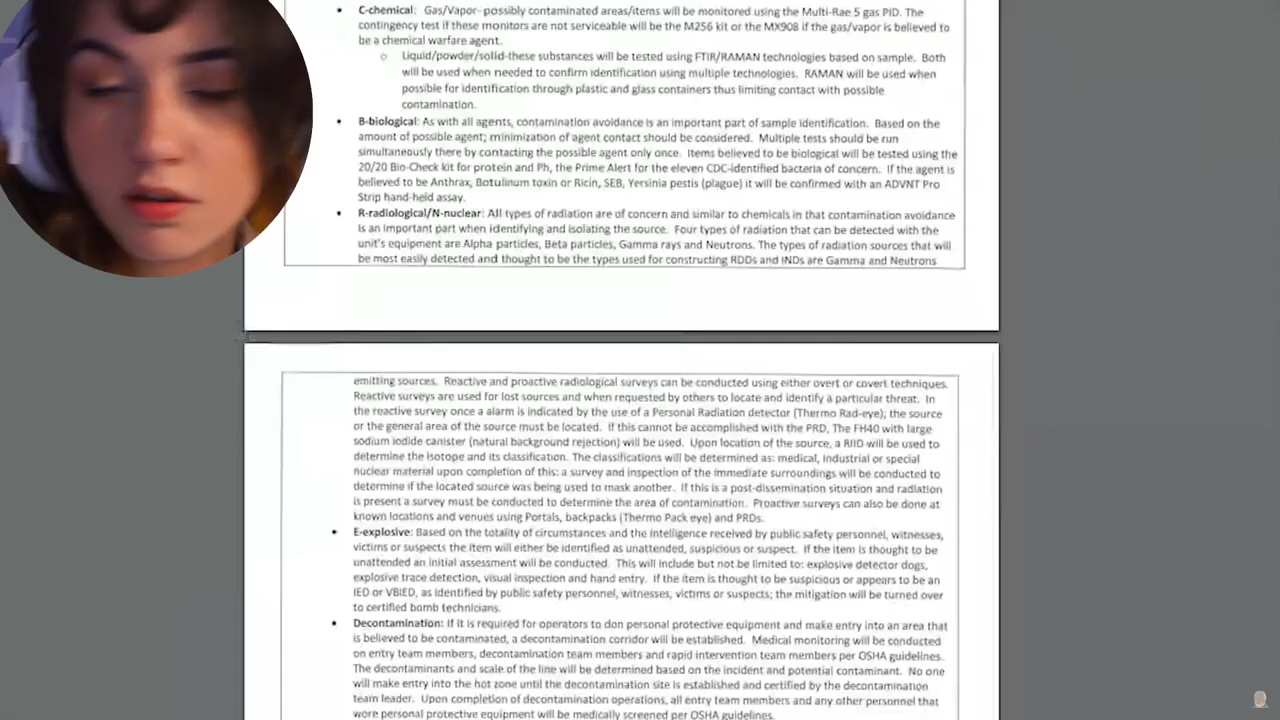 C-chemical: Gas/Vapor- possibly contaminated areas/items will be monitored using the Multi-Rae 5 gas PID. The
contingency test if these monitors are not serviceable will be the M256 kit or the MX908 if the gas/vapor is believed to
be a chemical warfare agent.
Liquid/powder/solid-these substances will be tested using FTIR/RAMAN technologies based on sample. Both
will be used when needed to confirm identification using multiple technologies. RAMAN will be used when
possible for identification through plastic and glass containers thus limiting contact with possible
contamination.
B-biological: As with all agents, contamination avoidance is an important part of sample identification. Based on the
amount of possible agent; minimization of agent contact should be considered. Multiple tests should be run
simultaneously there by contacting the possible agent only once. Items believed to be biological will be tested using the
20/20 Bio-Check kit for protein and Ph, the Prime Alert for the eleven CDC-identified bacteria of concern. If the agent is
believed to be Anthrax, Botulinum toxin or Ricin, SEB, Yersinia pestis (plague) it will be confirmed with an ADVNT Pro
Strip hand-held assay.
R-radiological/N-nuclear: All types of radiation are of concern and similar to chemicals in that contamination avoidance
is an important part when identifying and isolating the source. Four types of radiation that can be detected with the
unit's equipment are Alpha particles, Beta particles, Gamma rays and Neutrons. The types of radiation sources that will
be most easily detected and thought to be the types used for constructing RDDs and INDs are Gamma and Neutrons
emitting sources. Reactive and proactive radiological surveys can be conducted using either overt or covert techniques.
Reactive surveys are used for lost sources and when requested by others to locate and identify a particular threat. In
the reactive survey once a alarm is indicated by the use of a Personal Radiation detector (Thermo Rad-eye); the source
or the general area of the source must be located. If this cannot be accomplished with the PRD, The FH40 with large
sodium iodide canister (natural background rejection) will be used. Upon location of the source, a RIID will be used to
determine the isotope and its classification. The classifications will be determined as: medical, industrial or special
nuclear material upon completion of this: a survey and inspection of the immediate surroundings will be conducted to
determine if the located source was being used to mask another. If this is a post-dissemination situation and radiation
is present a survey must be conducted to determine the area of contamination. Proactive surveys can also be done at
known locations and venues using Portals, backpacks (Thermo Pack eye) and PRDs.
E-explosive: Based on the totality of circumstances and the intelligence received by public safety personnel, witnesses,
victims or suspects the item will either be identified as unattended, suspicious or suspect. If the item is thought to be
unattended an initial assessment will be conducted. This will include but not be limited to: explosive detector dogs,
explosive trace detection, visual inspection and hand entry. If the item is thought to be suspicious or appears to be an
IED or VBIED, as identified by public safety personnel, witnesses, victims or suspects; the mitigation will be turned over
to certified bomb technicians.
Decontamination: If it is required for operators to don personal protective equipment and make entry into an area that
is believed to be contaminated, a decontamination corridor will be established. Medical monitoring will be conducted
on entry team members, decontamination team members and rapid intervention team members per OSHA guidelines.
The decontaminants and scale of the line will be determined based on the incident and potential contaminant. No one
will make entry into the hot zone until the decontamination site is established and certified by the decontamination
team leader. Upon completion of decontamination operations, all entry team members and any other personnel that
wore personal protective equipment will be medically screened per OSHA guidelines.